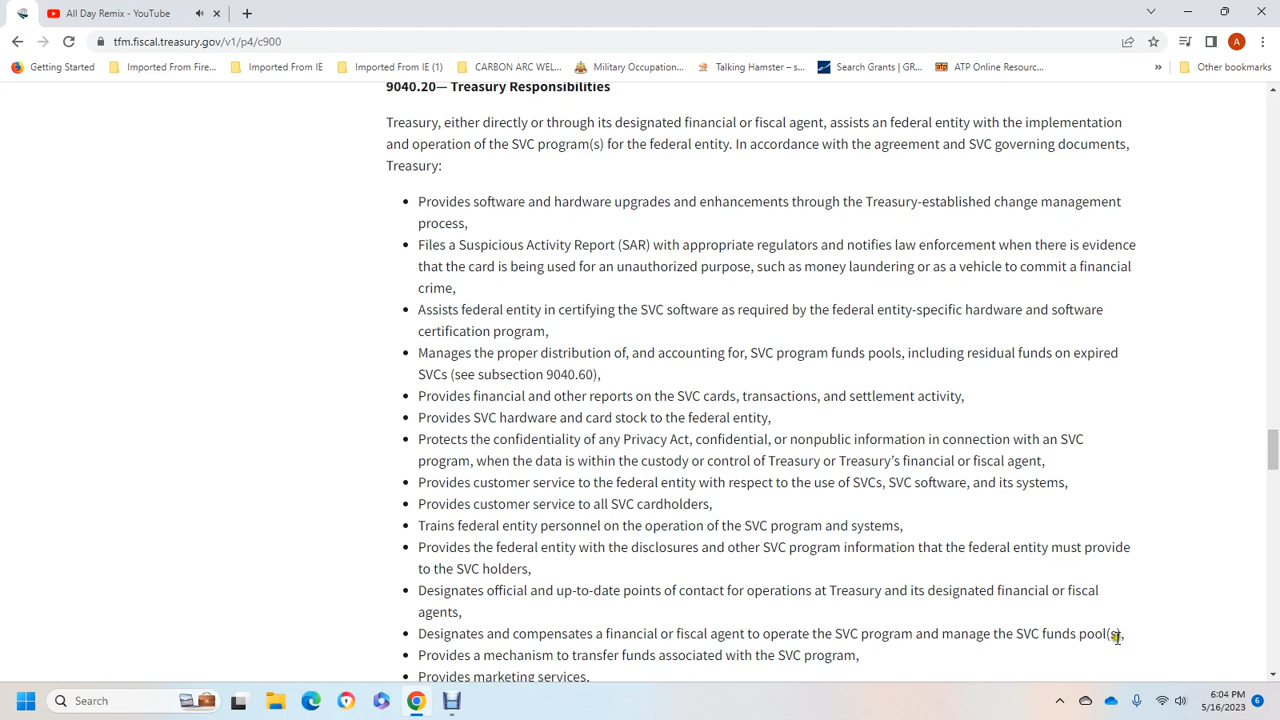 All Day Remix - YouTube
tfm.fiscal.treasury.gov/v1/p4/c900
A
Getting Started
Imported From Fire...
Imported From IE
Imported From IE (1)
CARBON ARC WEL...
Military Occupation...
Talking Hamster – s...
Search Grants | GR...
ATP Online Resourc...
»
Other bookmarks
9040.20— Treasury Responsibilities
Treasury, either directly or through its designated financial or fiscal agent, assists an federal entity with the implementation
and operation of the SVC program(s) for the federal entity. In accordance with the agreement and SVC governing documents,
Treasury:
• Provides software and hardware upgrades and enhancements through the Treasury-established change management
process,
• Files a Suspicious Activity Report (SAR) with appropriate regulators and notifies law enforcement when there is evidence
that the card is being used for an unauthorized purpose, such as money laundering or as a vehicle to commit a financial
crime,
• Assists federal entity in certifying the SVC software as required by the federal entity-specific hardware and software
certification program,
• Manages the proper distribution of, and accounting for, SVC program funds pools, including residual funds on expired
SVCs (see subsection 9040.60),
• Provides financial and other reports on the SVC cards, transactions, and settlement activity,
• Provides SVC hardware and card stock to the federal entity,
• Protects the confidentiality of any Privacy Act, confidential, or nonpublic information in connection with an SVC
program, when the data is within the custody or control of Treasury or Treasury's financial or fiscal agent,
• Provides customer service to the federal entity with respect to the use of SVCs, SVC software, and its systems,
• Provides customer service to all SVC cardholders,
• Trains federal entity personnel on the operation of the SVC program and systems,
• Provides the federal entity with the disclosures and other SVC program information that the federal entity must provide
to the SVC holders,
• Designates official and up-to-date points of contact for operations at Treasury and its designated financial or fiscal
agents,
• Designates and compensates a financial or fiscal agent to operate the SVC program and manage the SVC funds pool(s),
• Provides a mechanism to transfer funds associated with the SVC program,
• Provides marketing services,
Search
6:04 PM
5/16/2023
6